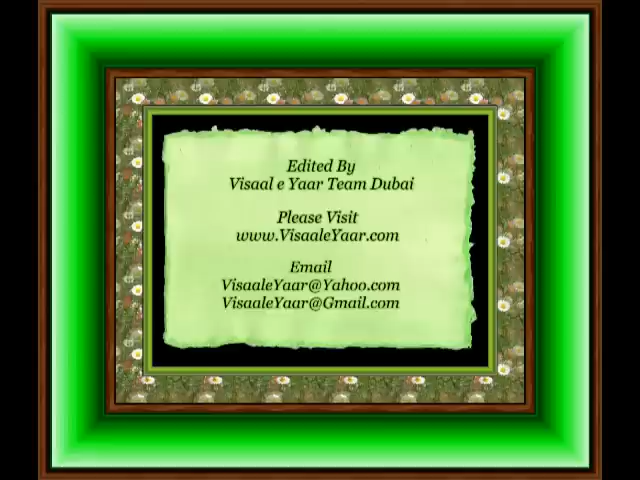 Edited By
Visaal e Yaar Team Dubai
Please Visit
www.VisaaleYaar.com
Email
VisaaleYaar@Yahoo.com
VisaaleYaar@Gmail.com